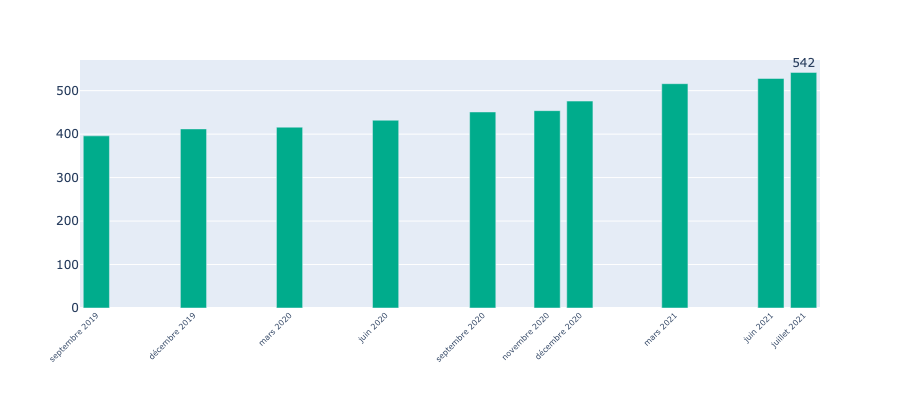 542
500
400
300
200
100
0
septembre 2019
décembre 2019
mars 2020
juin 2020
septembre 2020
novembre 2020
décembre 2020
mars 2021
juin 2021
juillet 2021